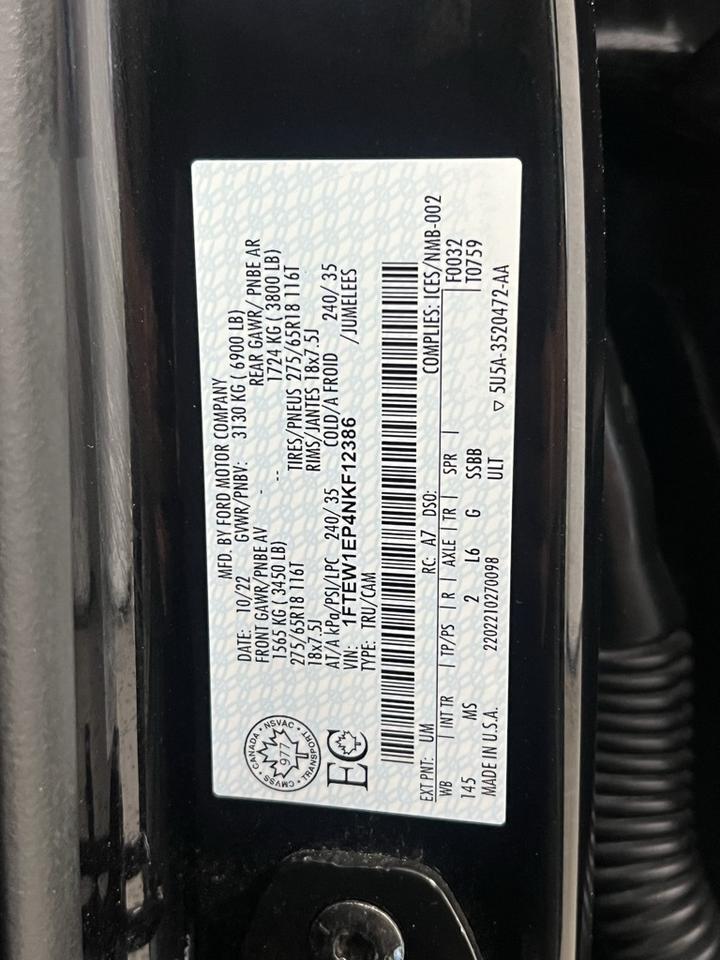 MFD. BY FORD MOTOR COMPANY
DATE: 10/22 GVWR/PNBV: 3130 KG ( 6900 LB)
FRONT GAWR/PNBE AV - REAR GAWR/ PNBE AR
1565 KG ( 3450 LB) -- 1724 KG ( 3800 LB)
275/65R18 116T TIRES/PNEUS 275/65R18 116T
18x7.5J RIMS/JANTES 18x7.5J
AT/A kPa/PSI/LPC 240/ 35 COLD/A FROID 240/ 35
VIN: 1FTEW1EP4NKF12386 /JUMELEES
TYPE: TRU/CAM
CANADA • NSVAC • TRANSPORT • CMVSS •
977
EC
EXT PNT: UM RC: A7 DSO: COMPLIES: ICES/NMB-002
WB | INT TR | TP/PS | R | AXLE | TR | SPR | F0032
145 MS 2 L6 G SSBB T0759
MADE IN U.S.A. 2202210270098 ULT
▽ 5U5A-3520472-AA